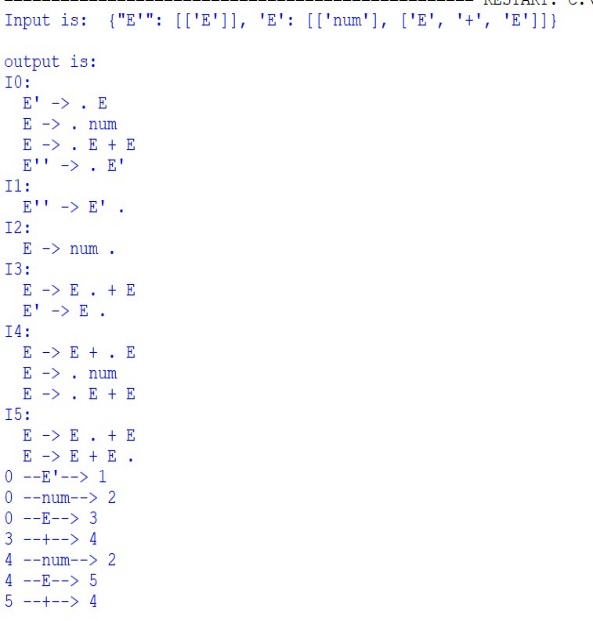 RESTART: C:\
Input is:  {"E'": [['E']], 'E': [['num'], ['E', '+', 'E']]}
output is:
I0:
E' -> . E
E -> . num
E -> . E + E
E'' -> . E'
I1:
E'' -> E' .
I2:
E -> num .
I3:
E -> E . + E
E' -> E .
I4:
E -> E + . E
E -> . num
E -> . E + E
I5:
E -> E . + E
E -> E + E .
0 --E'--> 1
0 --num--> 2
0 --E--> 3
3 --+--> 4
4 --num--> 2
4 --E--> 5
5 --+--> 4